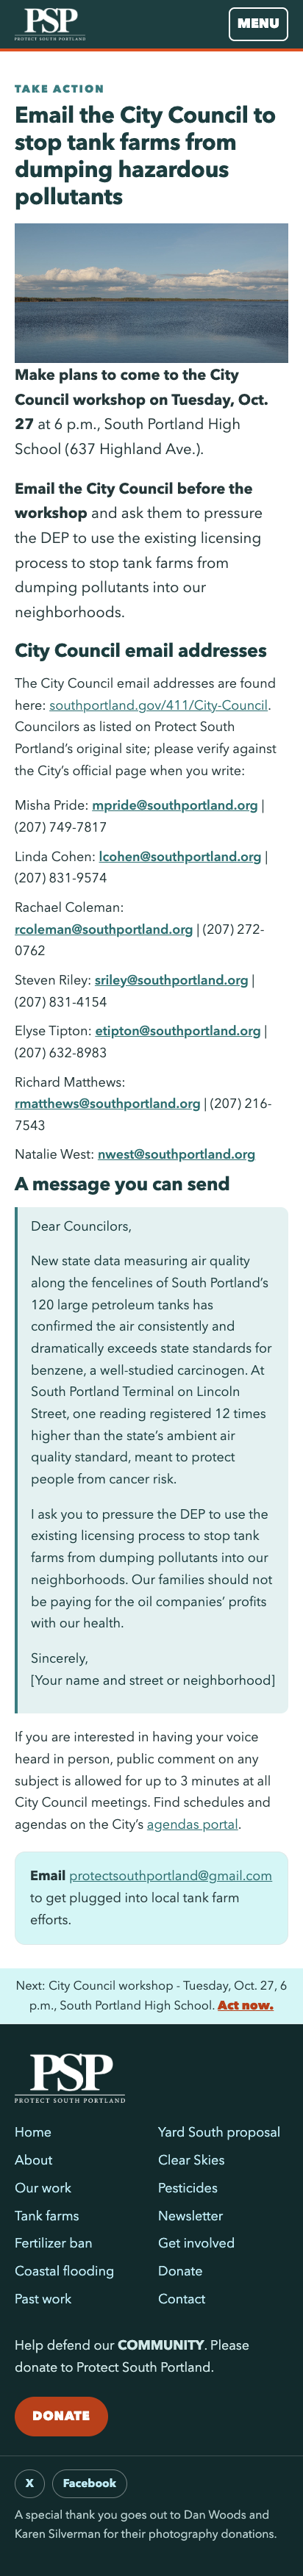 PSP
PROTECT SOUTH PORTLAND
MENU
TAKE ACTION
Email the City Council to
stop tank farms from
dumping hazardous
pollutants
Make plans to come to the City
Council workshop on Tuesday, Oct.
27 at 6 p.m., South Portland High
School (637 Highland Ave.).
Email the City Council before the
workshop and ask them to pressure
the DEP to use the existing licensing
process to stop tank farms from
dumping pollutants into our
neighborhoods.
City Council email addresses
The City Council email addresses are found
here: southportland.gov/411/City-Council.
Councilors as listed on Protect South
Portland's original site; please verify against
the City's official page when you write:
Misha Pride: mpride@southportland.org |
(207) 749-7817
Linda Cohen: lcohen@southportland.org |
(207) 831-9574
Rachael Coleman:
rcoleman@southportland.org | (207) 272-
0762
Steven Riley: sriley@southportland.org |
(207) 831-4154
Elyse Tipton: etipton@southportland.org |
(207) 632-8983
Richard Matthews:
rmatthews@southportland.org | (207) 216-
7543
Natalie West: nwest@southportland.org
A message you can send
Dear Councilors,
New state data measuring air quality
along the fencelines of South Portland's
120 large petroleum tanks has
confirmed the air consistently and
dramatically exceeds state standards for
benzene, a well-studied carcinogen. At
South Portland Terminal on Lincoln
Street, one reading registered 12 times
higher than the state's ambient air
quality standard, meant to protect
people from cancer risk.
I ask you to pressure the DEP to use the
existing licensing process to stop tank
farms from dumping pollutants into our
neighborhoods. Our families should not
be paying for the oil companies' profits
with our health.
Sincerely,
[Your name and street or neighborhood]
If you are interested in having your voice
heard in person, public comment on any
subject is allowed for up to 3 minutes at all
City Council meetings. Find schedules and
agendas on the City's agendas portal.
Email protectsouthportland@gmail.com
to get plugged into local tank farm
efforts.
Next: City Council workshop - Tuesday, Oct. 27, 6
p.m., South Portland High School. Act now.
PSP
PROTECT SOUTH PORTLAND
Home
About
Our work
Tank farms
Fertilizer ban
Coastal flooding
Past work
Yard South proposal
Clear Skies
Pesticides
Newsletter
Get involved
Donate
Contact
Help defend our COMMUNITY. Please
donate to Protect South Portland.
DONATE
X
Facebook
A special thank you goes out to Dan Woods and
Karen Silverman for their photography donations.